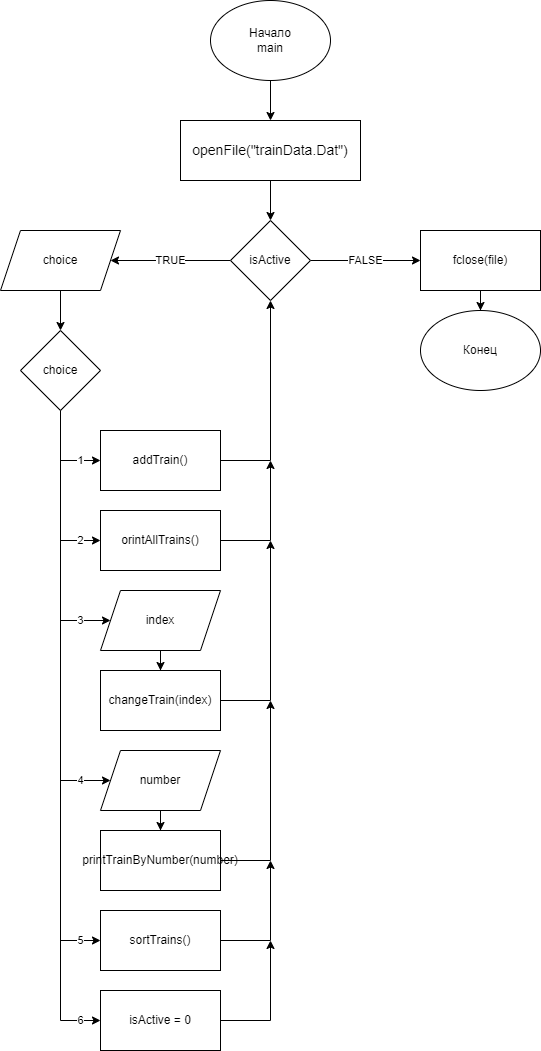 Начало
main
openFile("trainData.Dat")
choice
TRUE
isActive
FALSE
fclose(file)
Конец
choice
1
addTrain()
2
orintAllTrains()
3
index
changeTrain(index)
4
number
printTrainByNumber(number)
5
sortTrains()
6
isActive = 0